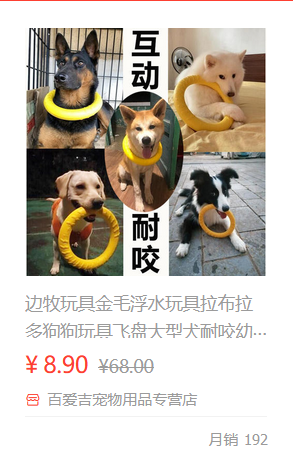 互动
耐咬
边牧玩具金毛浮水玩具拉布拉
多狗狗玩具飞盘大型犬耐咬幼…
¥ 8.90 ¥68.00
百爱吉宠物用品专营店
月销 192